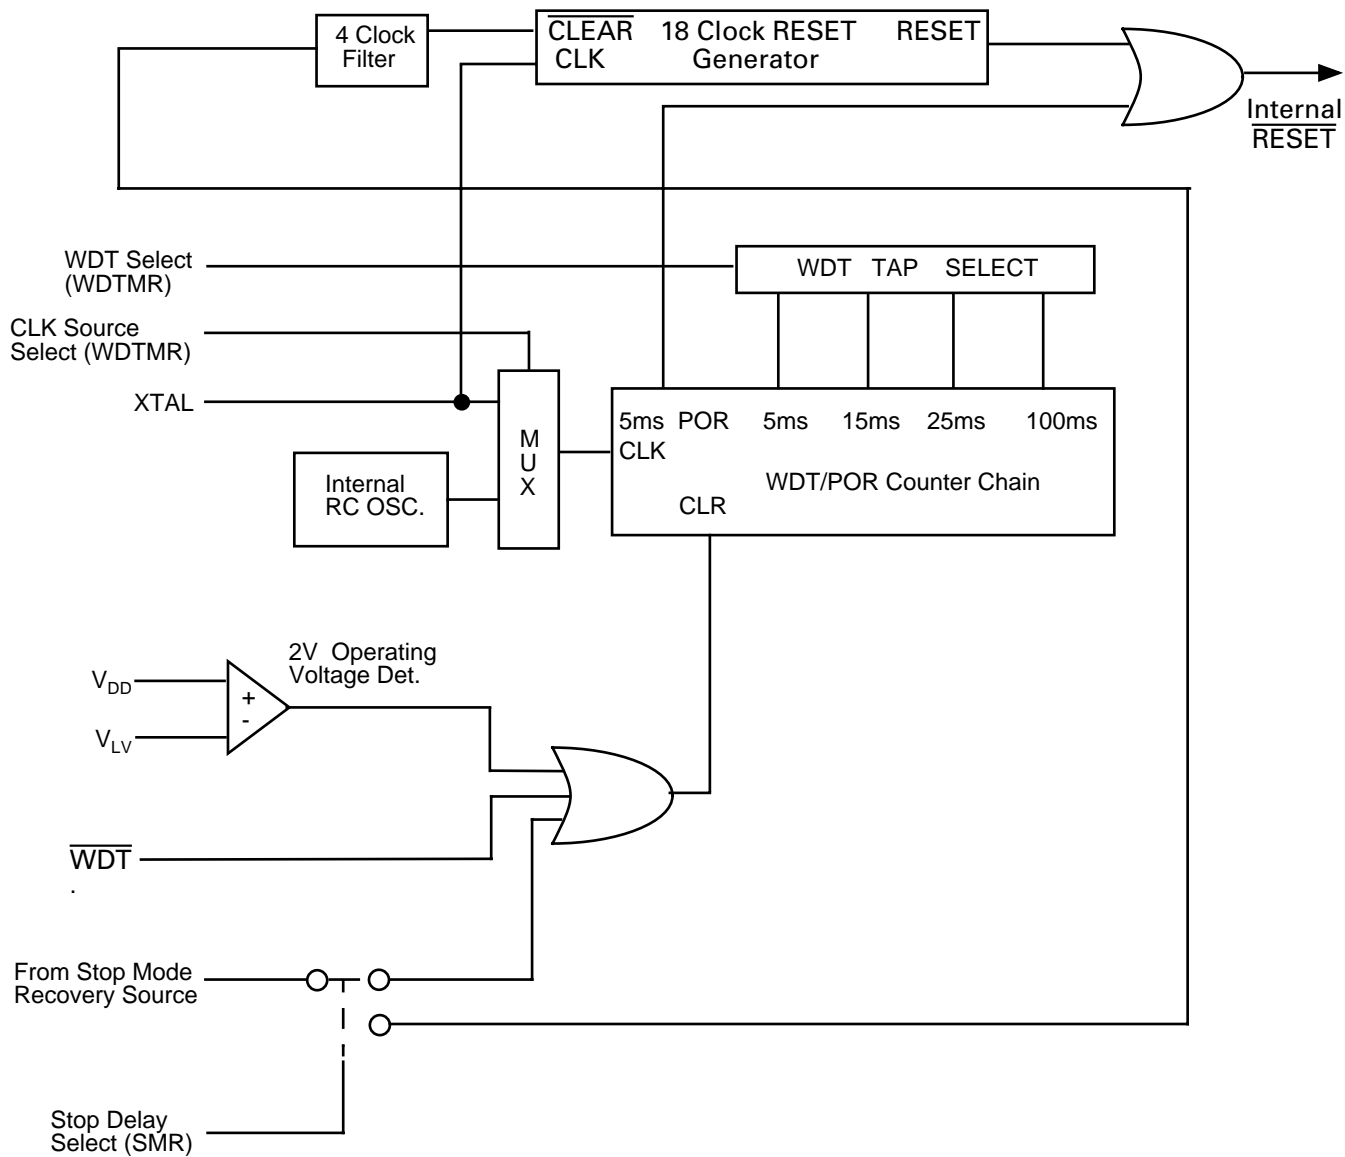 4 Clock
Filter
CLEAR 18 Clock RESET RESET
CLK Generator
Internal
RESET
WDT Select
(WDTMR)
WDT TAP SELECT
CLK Source
Select (WDTMR)
XTAL
M
U
X
5ms POR 5ms 15ms 25ms 100ms
CLK
WDT/POR Counter Chain
CLR
Internal
RC OSC.
2V Operating
Voltage Det.
VDD
+
-
VLV
WDT
.
From Stop Mode
Recovery Source
Stop Delay
Select (SMR)